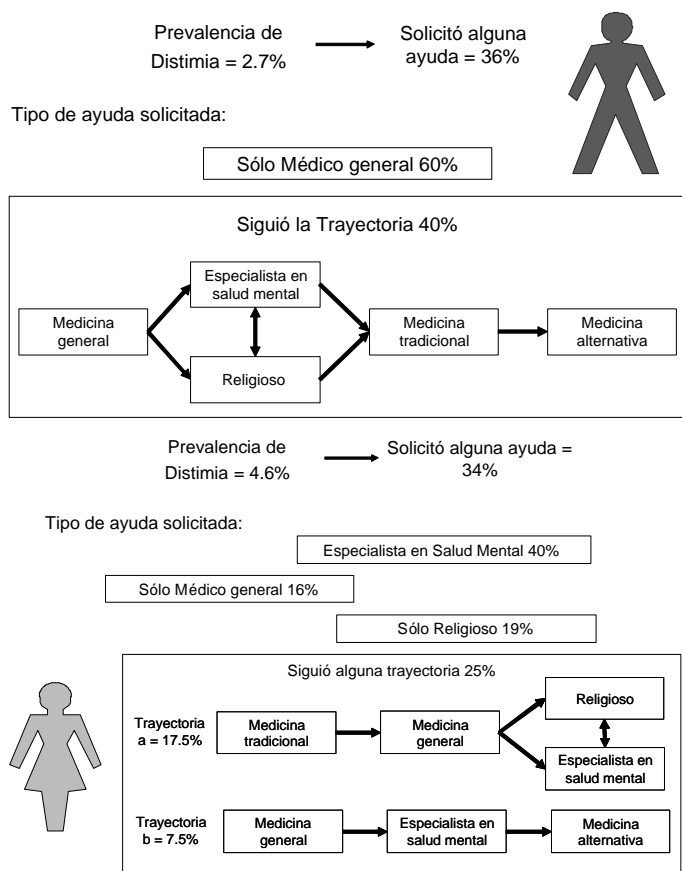 Prevalencia de
Distimia = 2.7%
Solicitó alguna
ayuda = 36%
Tipo de ayuda solicitada:
Sólo Médico general 60%
Siguió la Trayectoria 40%
Especialista en
salud mental
Medicina
general
Medicina
tradicional
Medicina
alternativa
Religioso
Prevalencia de
Distimia = 4.6%
Solicitó alguna ayuda =
34%
Tipo de ayuda solicitada:
Especialista en Salud Mental 40%
Sólo Médico general 16%
Sólo Religioso 19%
Siguió alguna trayectoria 25%
Trayectoria
a = 17.5%
Medicina
tradicional
Medicina
general
Religioso
Especialista en
salud mental
Trayectoria
b = 7.5%
Medicina
general
Especialista en
salud mental
Medicina
alternativa